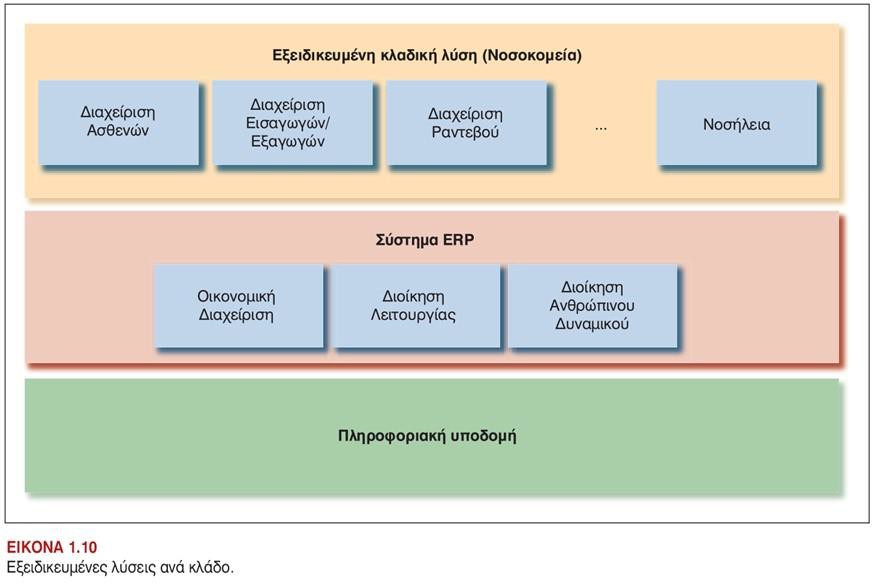 Εξειδικευμένη κλαδική λύση (Νοσοκομεία)
Διαχείριση
Ασθενών
Διαχείριση
Εισαγωγών/
Εξαγωγών
Διαχείριση
Ραντεβού
...
Νοσήλεια
Σύστημα ERP
Οικονομική
Διαχείριση
Διοίκηση
Λειτουργίας
Διοίκηση
Ανθρώπινου
Δυναμικού
Πληροφοριακή υποδομή
ΕΙΚΟΝΑ 1.10
Εξειδικευμένες λύσεις ανά κλάδο.